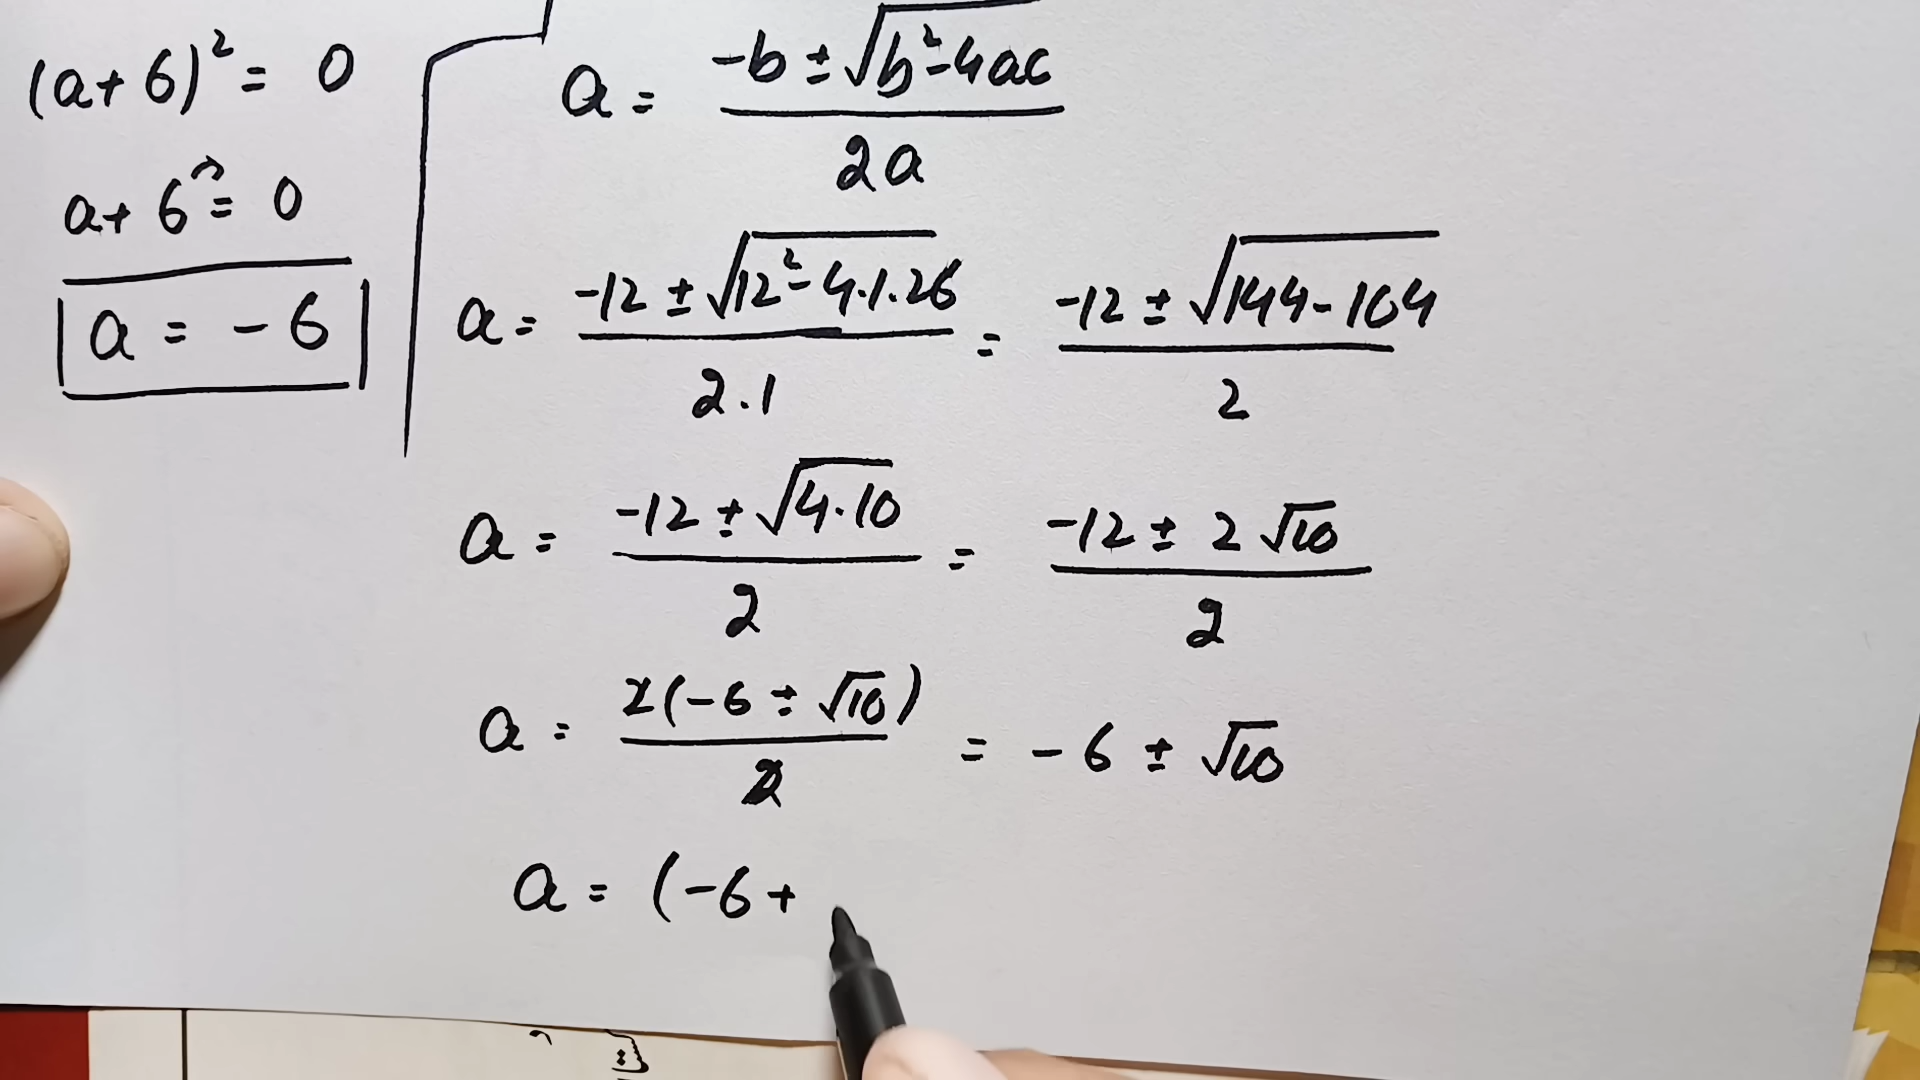 (a+6)² = 0
a+6 = 0
a = -6
a = (-b ± √(b²-4ac))/(2a)
a = (-12 ± √(12²-4.1.26))/(2.1) = (-12 ± √(144-104))/2
a = (-12 ± √(4.10))/2 = (-12 ± 2√10)/2
a = 2(-6 ± √10)/2 = -6 ± √10
a = (-6+